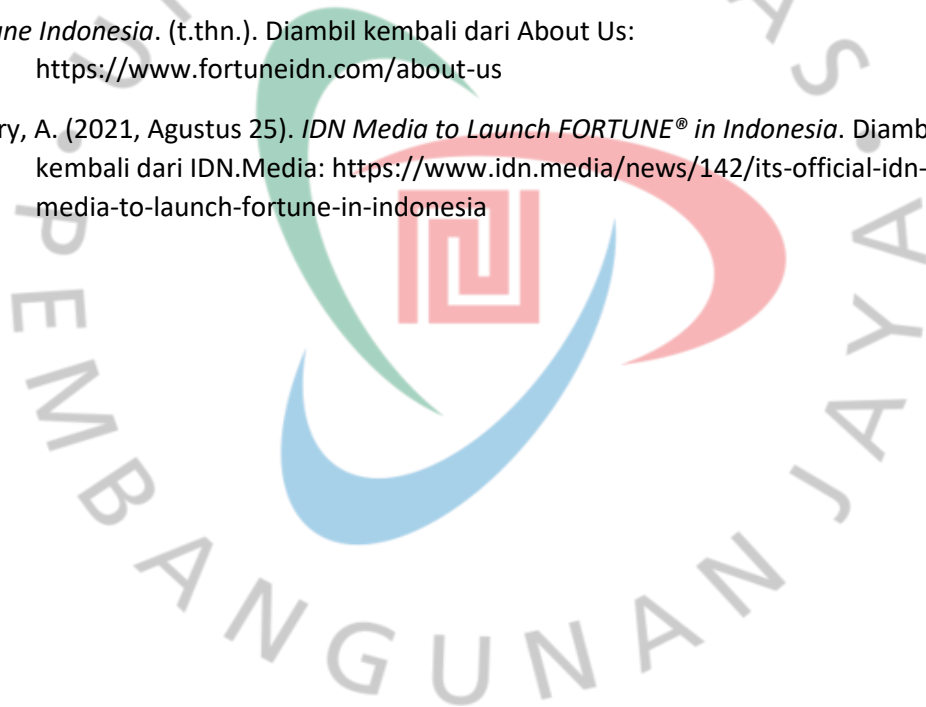 une Indonesia. (t.thn.). Diambil kembali dari About Us:
https://www.fortuneidn.com/about-us
ry, A. (2021, Agustus 25). IDN Media to Launch FORTUNE® in Indonesia. Diamb
kembali dari IDN.Media: https://www.idn.media/news/142/its-official-idn-
media-to-launch-fortune-in-indonesia
PEMBANGUNAN JAYA